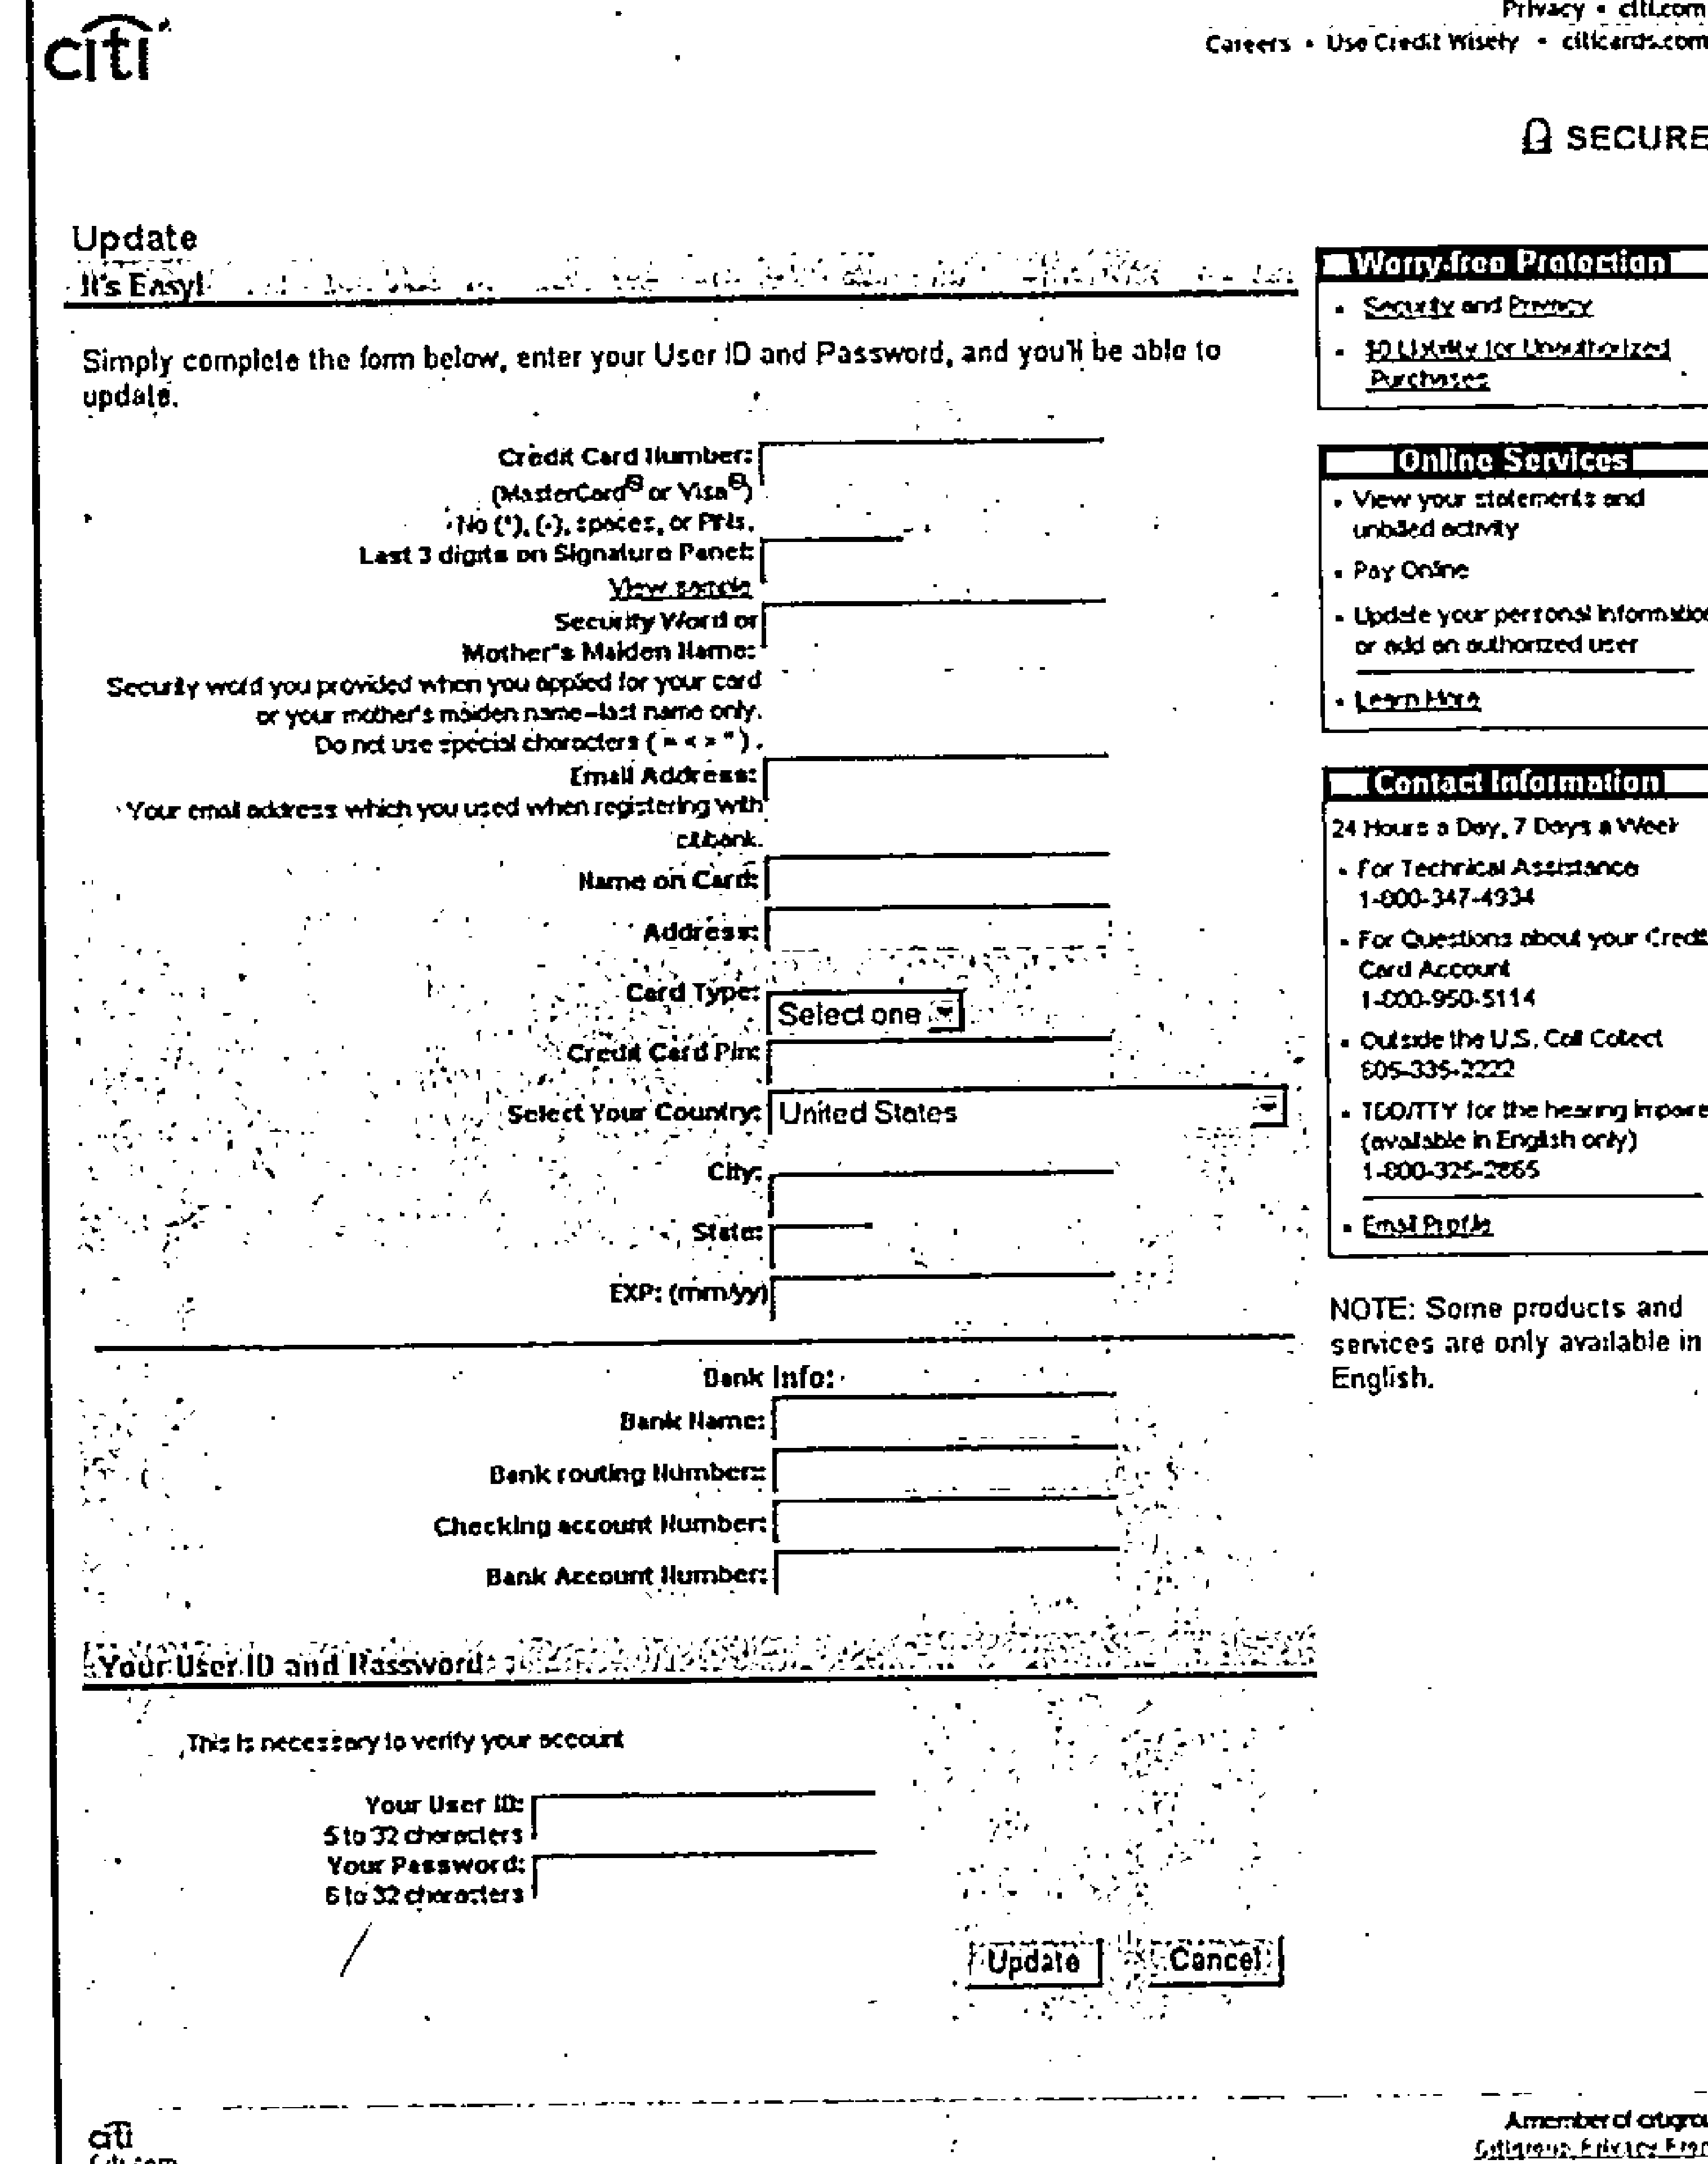 citi
Privacy • citi.com
Careers • Use Credit Wisely • citicards.com
SECURE
Update
It's Easy!
Simply complete the form below, enter your User ID and Password, and you'll be able to
update.
Credit Card Number:
(MasterCard® or Visa®)
No (*), (-), spaces, or PINs.
Last 3 digits on Signature Panel:
View sample
Security Word or
Mother's Maiden Name:
Security word you provided when you applied for your card
or your mother's maiden name--last name only.
Do not use special characters ( = < > " ) .
Email Address:
Your email address which you used when registering with
citibank.
Name on Card:
Address:
Card Type:
Select one
Credit Card Pin:
Select Your Country: United States
City:
State:
EXP: (mm/yy)
Bank Info:
Bank Name:
Bank routing Number:
Checking account Number:
Bank Account Number:
Your User ID and Password
This is necessary to verify your account
Your User ID:
5 to 32 characters
Your Password:
6 to 32 characters
Update Cancel
Worry-free Protection
• Security and Privacy
• $0 Liability for Unauthorized
Purchases
Online Services
• View your statements and
unbilled activity
• Pay Online
• Update your personal informatio
or add an authorized user
• Learn More
Contact Information
24 Hours a Day, 7 Days a Week
• For Technical Assistance
1-800-347-4934
• For Questions about your Credit
Card Account
1-800-950-5114
• Outside the U.S. Call Collect
605-335-2222
• TDD/TTY for the hearing impaire
(available in English only)
1-800-325-2865
• Email Profile
NOTE: Some products and
services are only available in
English.
citi
Citi.com
A member of citigrou
Citigroup Privacy Prom